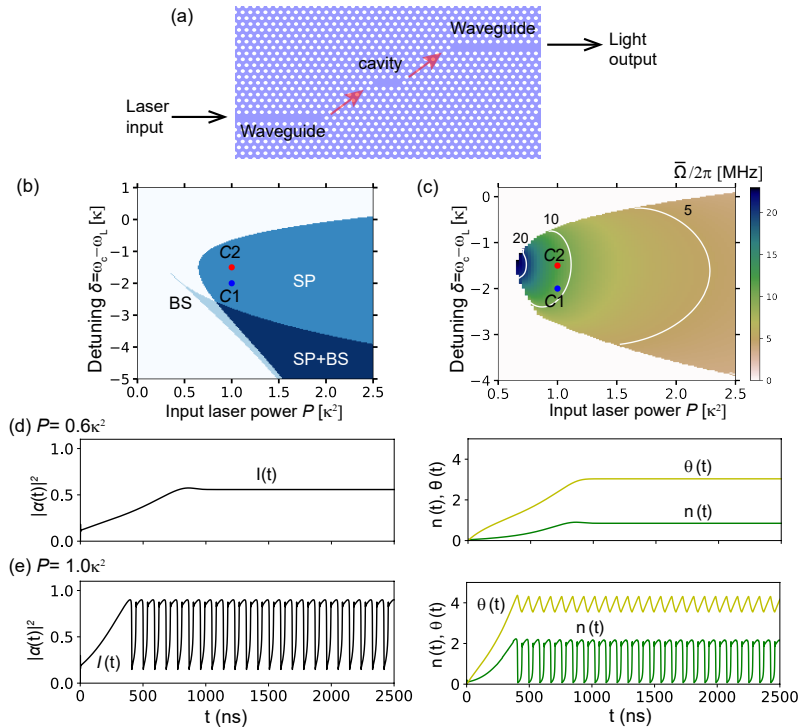 (a)
Waveguide
cavity
Light
output
Laser
input
Waveguide
(b)
Detuning δ=ω_c−ω_L [κ]
1
0
−1
−2
−3
−4
−5
C2
C1
SP
BS
SP+BS
0.0 0.5 1.0 1.5 2.0 2.5
Input laser power P [κ²]
(c)
Ω̅/2π [MHz]
Detuning δ=ω_c−ω_L [κ]
0
−1
−2
−3
−4
5
10
20
C2
C1
0.5 1.0 1.5 2.0 2.5
Input laser power P [κ²]
20
15
10
5
0
(d) P= 0.6κ²
|α(t)|²
1.0
0.5
0.0
I(t)
n(t), θ(t)
4
2
0
θ(t)
n(t)
(e) P= 1.0κ²
|α(t)|²
1.0
0.5
0.0
I(t)
0 500 1000 1500 2000 2500
t (ns)
n(t), θ(t)
4
2
0
θ(t)
n(t)
0 500 1000 1500 2000 2500
t (ns)